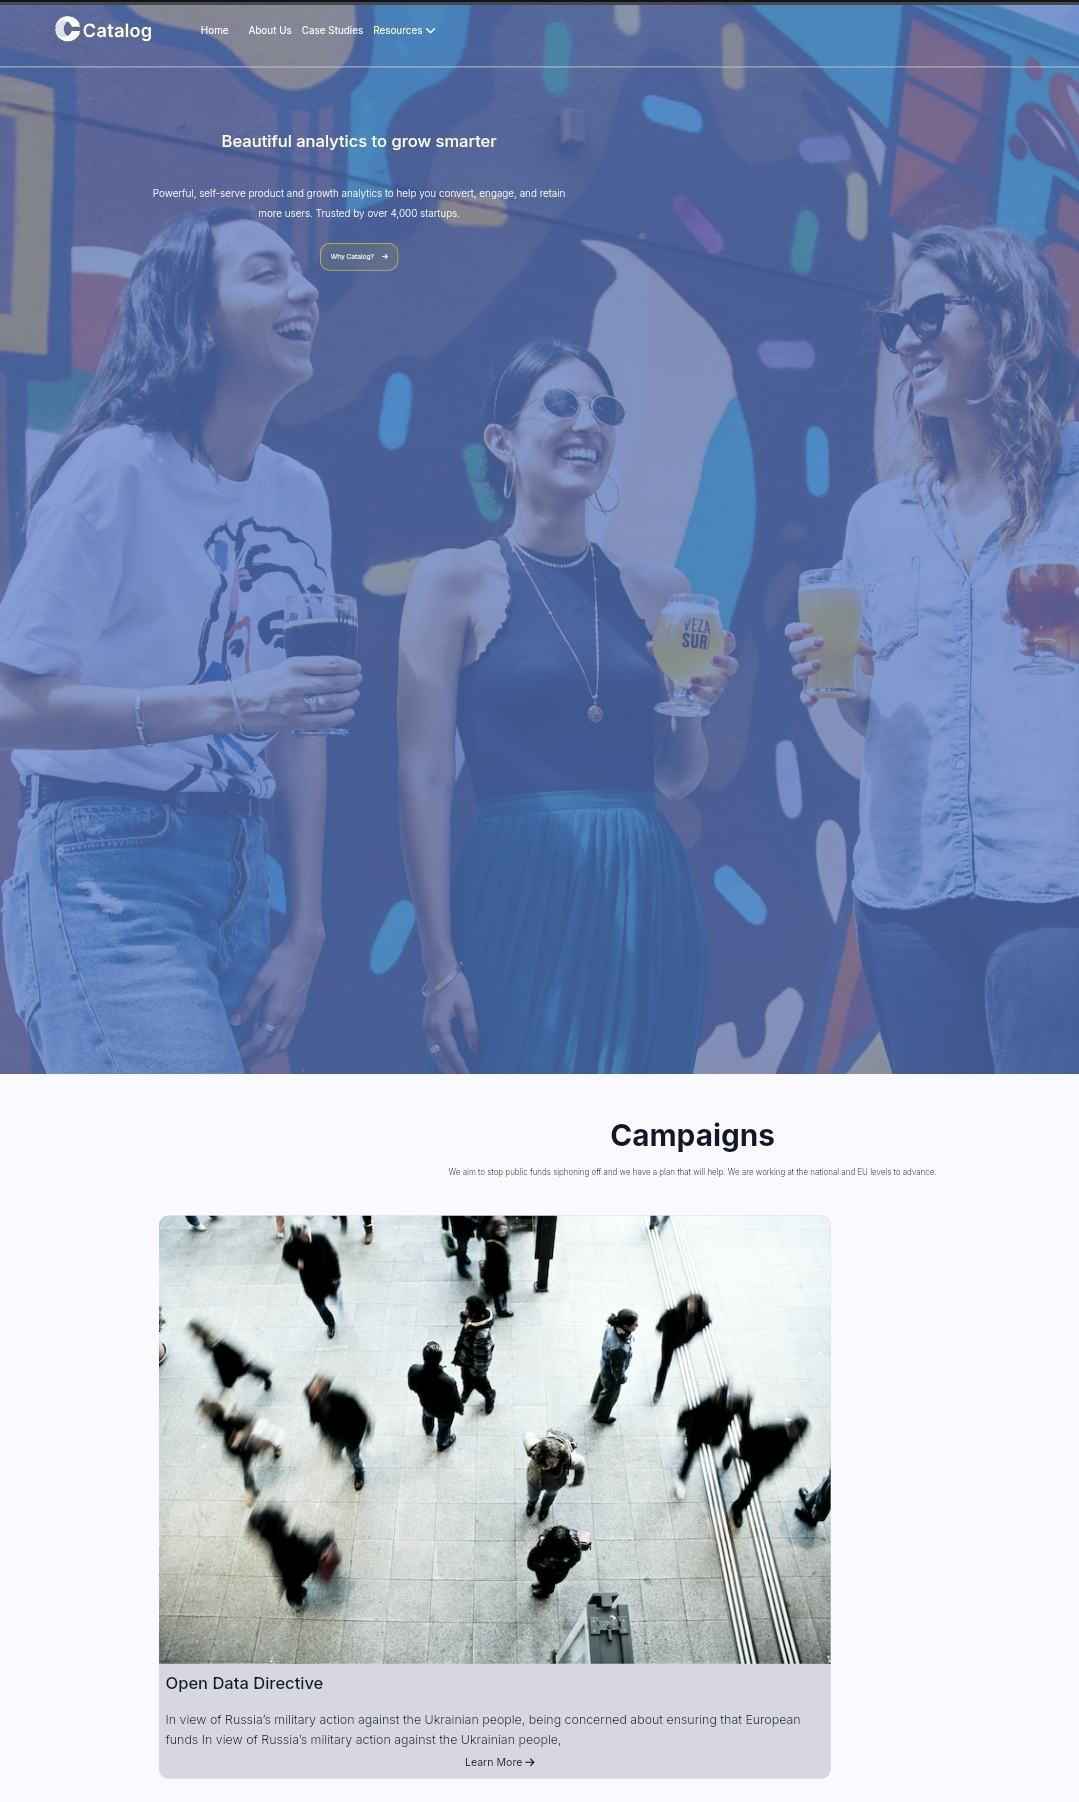 Catalog
Home About Us Case Studies Resources
Beautiful analytics to grow smarter
Powerful, self-serve product and growth analytics to help you convert, engage, and retain
more users. Trusted by over 4,000 startups.
Why Catalog?
VEZA
SUR
Campaigns
We aim to stop public funds siphoning off and we have a plan that will help. We are working at the national and EU levels to advance.
Open Data Directive
In view of Russia’s military action against the Ukrainian people, being concerned about ensuring that European
funds In view of Russia’s military action against the Ukrainian people,
Learn More